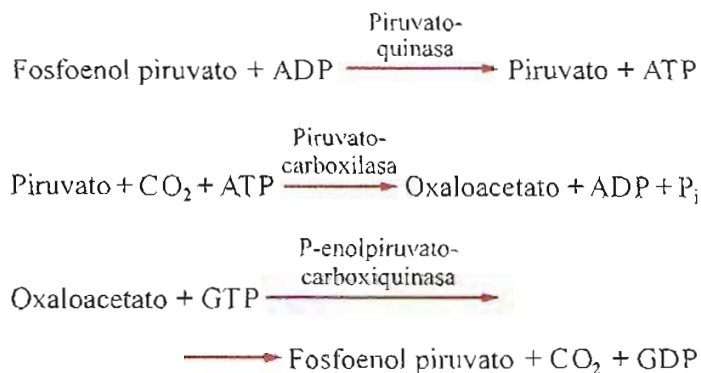 Piruvato-
quinasa
Fosfoenol piruvato + ADP → Piruvato + ATP
Piruvato-
carboxilasa
Piruvato + CO₂ + ATP → Oxaloacetato + ADP + Pᵢ
P-enolpiruvato-
carboxiquinasa
Oxaloacetato + GTP →
→ Fosfoenol piruvato + CO₂ + GDP